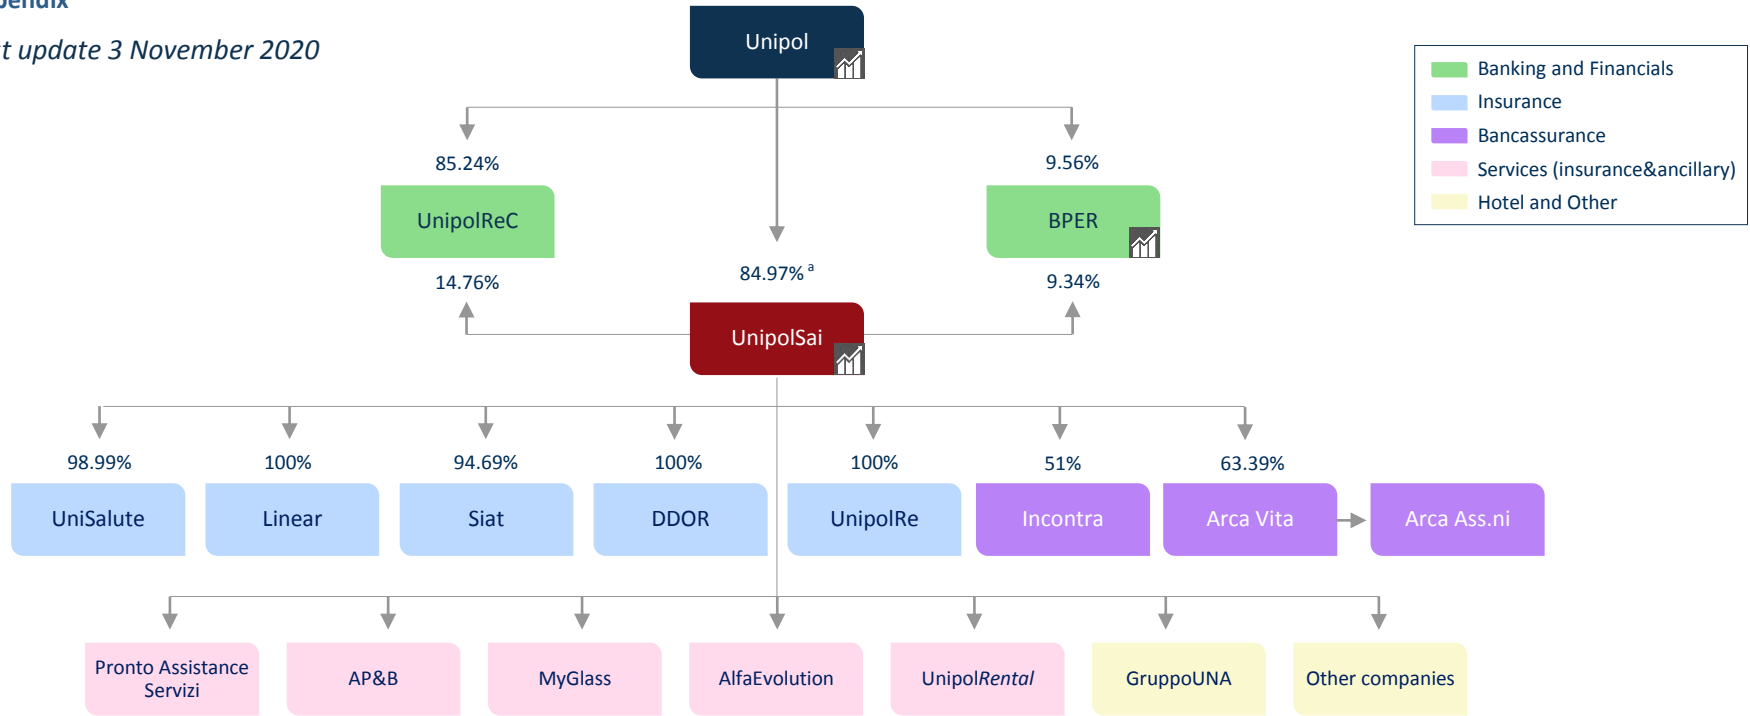 Unipol
st update 3 November 2020
Banking and Financials
Insurance
Bancassurance
Services (insurance&ancillary)
Hotel and Other
85.24%
9.56%
UnipolReC
BPER
84.97% a
14.76%
9.34%
UnipolSai
98.99%
100%
94.69%
100%
100%
51%
63.39%
UniSalute
Linear
Siat
DDOR
UnipolRe
Incontra
Arca Vita
Arca Ass.ni
Pronto Assistance
Servizi
AP&B
MyGlass
AlfaEvolution
UnipolRental
GruppoUNA
Other companies